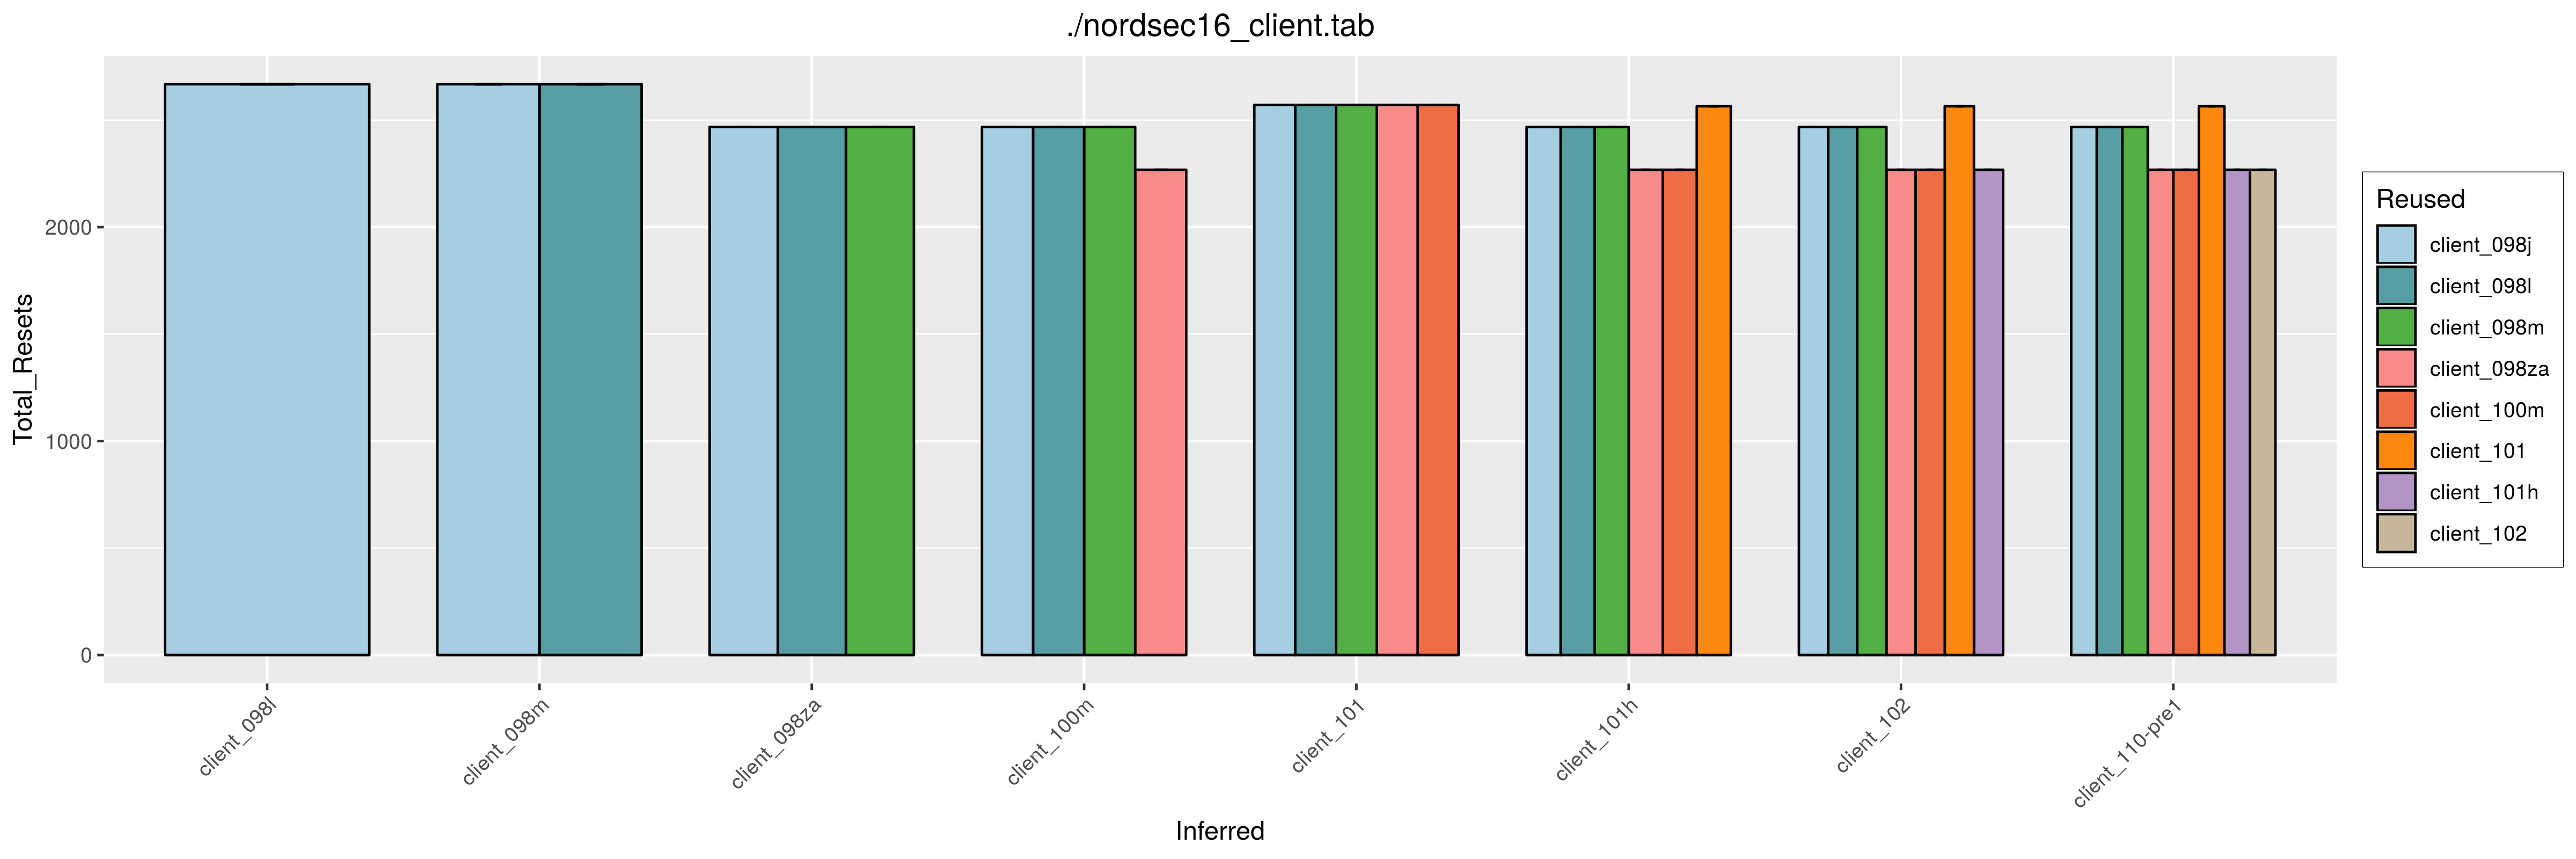 ./nordsec16_client.tab
Total_Resets
2000
1000
0
client_098l
client_098m
client_098za
client_100m
client_101
client_101h
client_102
client_110-pre1
Inferred
Reused
client_098j
client_098l
client_098m
client_098za
client_100m
client_101
client_101h
client_102